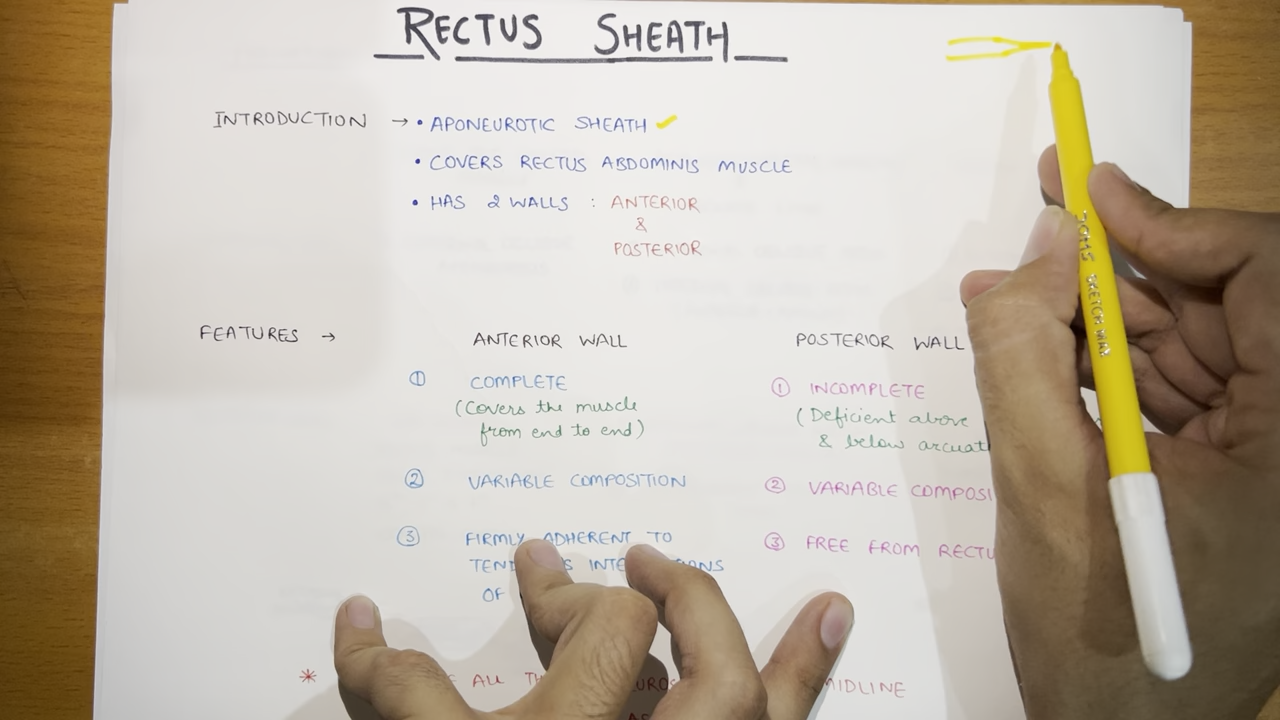 RECTUS SHEATH
INTRODUCTION → • APONEUROTIC SHEATH ✓
• COVERS RECTUS ABDOMINIS MUSCLE
• HAS 2 WALLS : ANTERIOR
&
POSTERIOR
FEATURES → ANTERIOR WALL POSTERIOR WALL
① COMPLETE ① INCOMPLETE
(Covers the muscle (Deficient above
from end to end) & below
② VARIABLE COMPOSITION ② VARIABLE
③ FIRMLY ADHERENT TO ③ FREE FROM
OF
* ALL MIDLINE